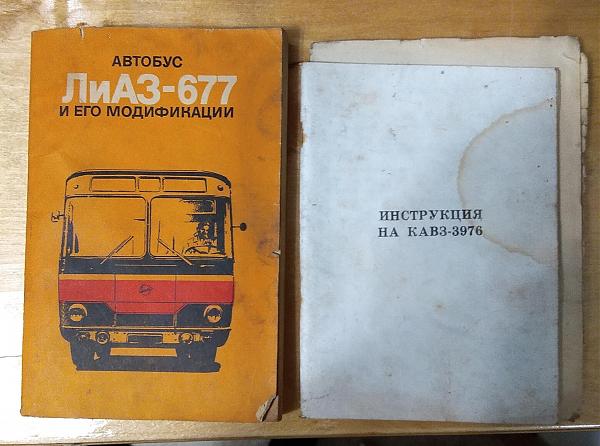 АВТОБУС
ЛиАЗ-677
И ЕГО МОДИФИКАЦИИ
ИНСТРУКЦИЯ
НА КАВЗ-3976